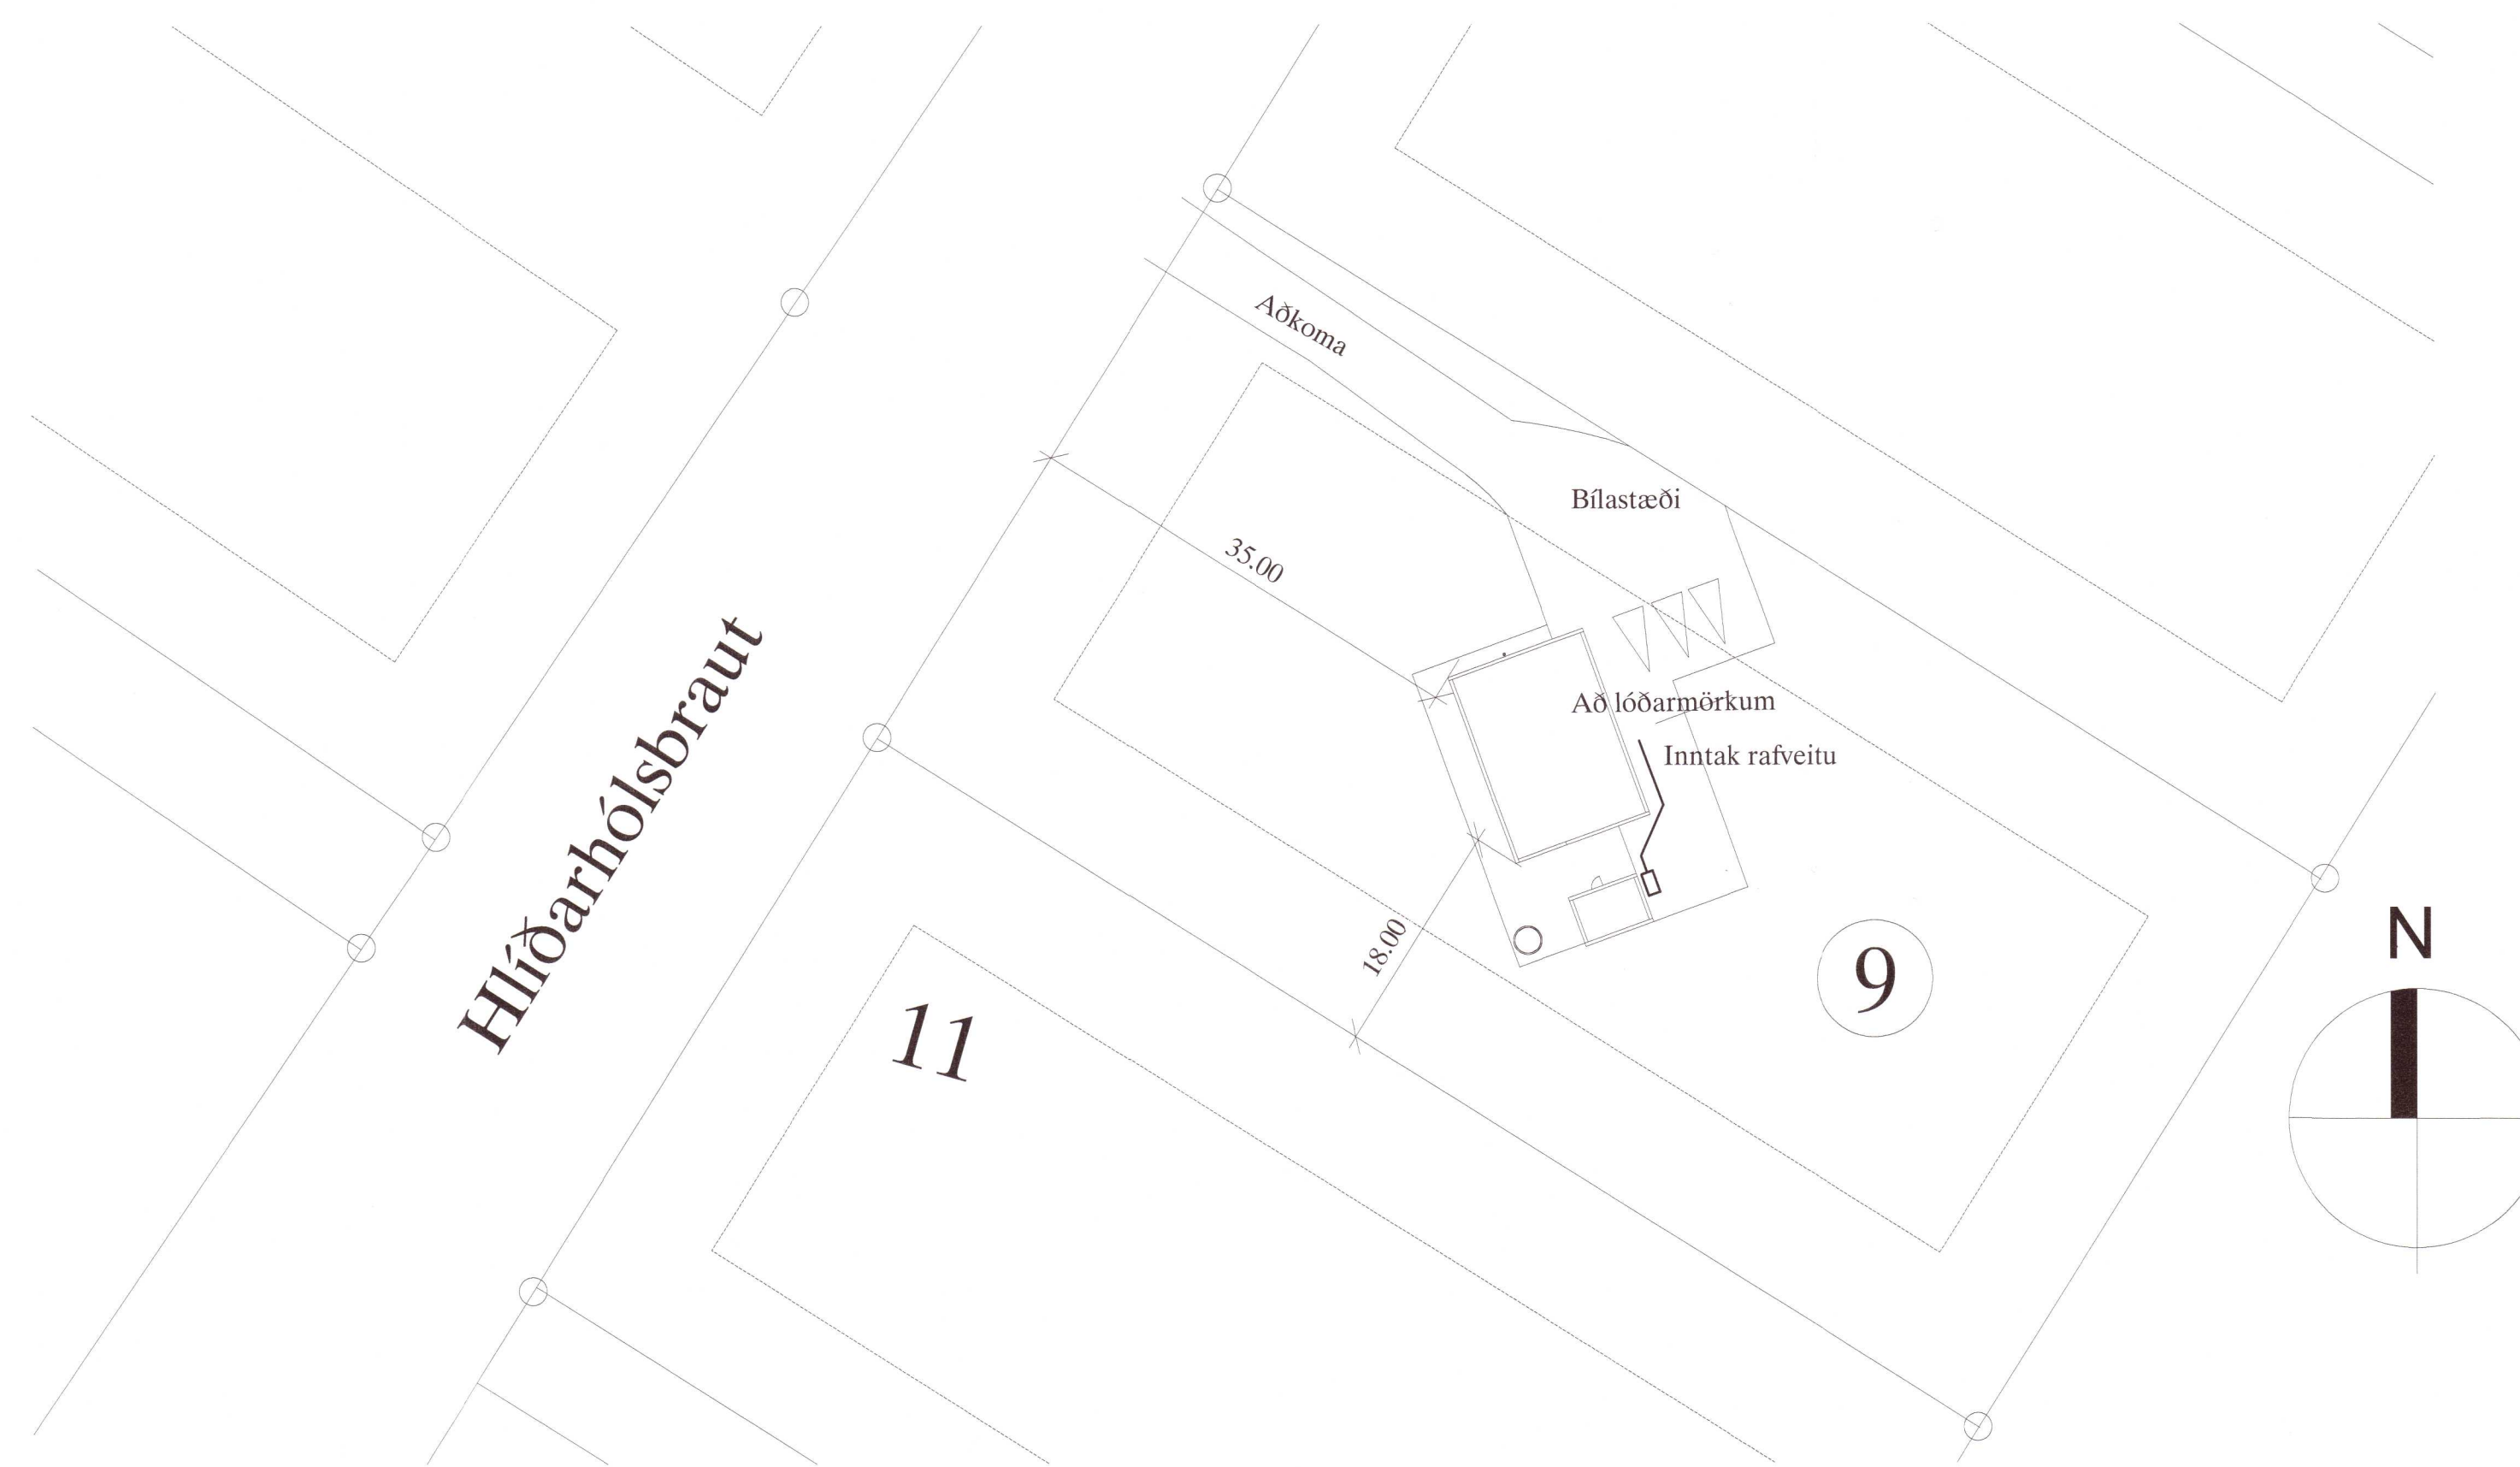 Aðkoma
Bílastæði
35.00
Að lóðarmörkum
Inntak rafveitu
Hlíðarhólsbraut
18.00
9
N
11